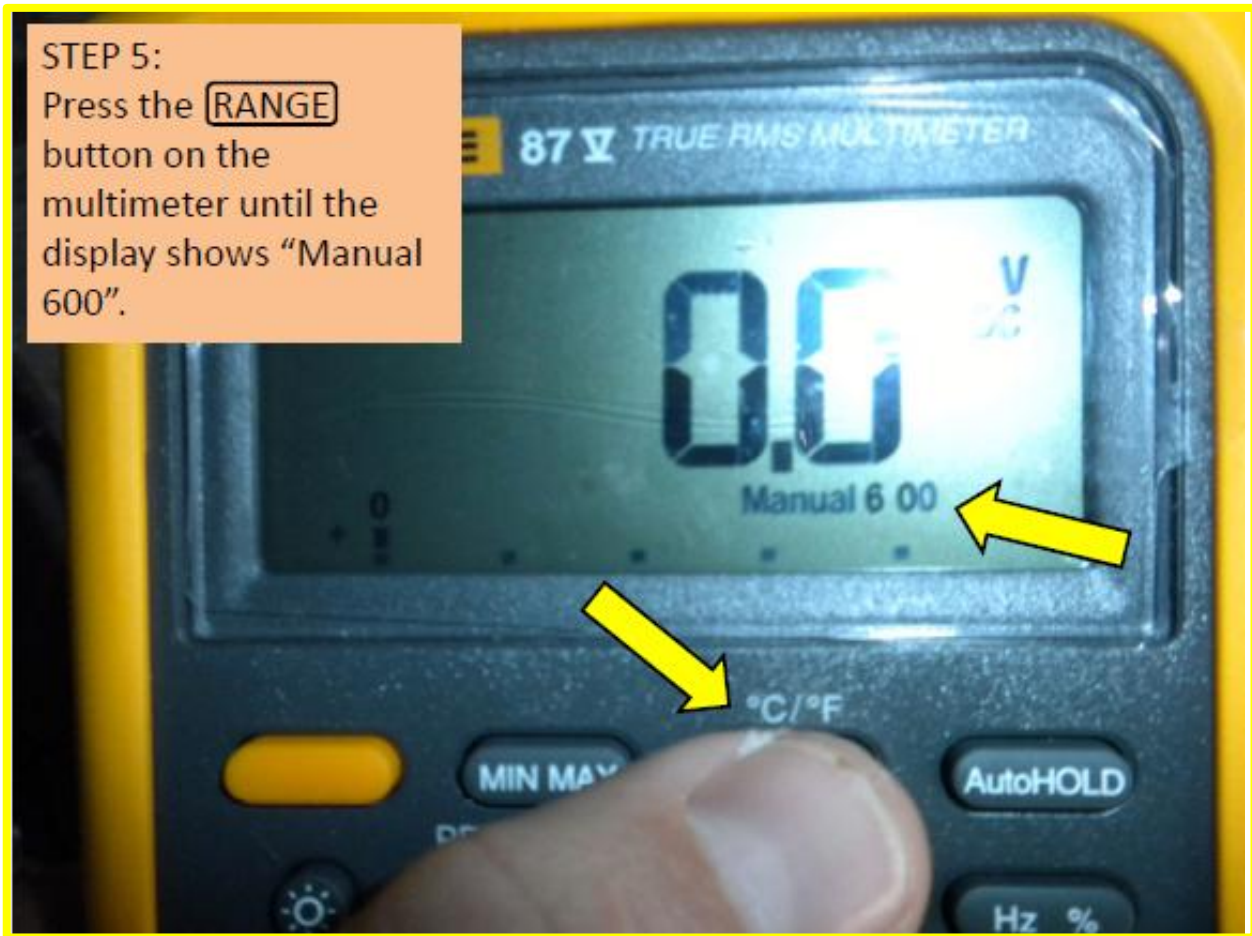 STEP 5:
Press the RANGE
button on the
multimeter until the
display shows “Manual
600”.
87 V TRUE RMS MULTIMETER
0.0
V
DC
Manual 6 00
0
+
°C/°F
MIN MAX
AutoHOLD
Hz %